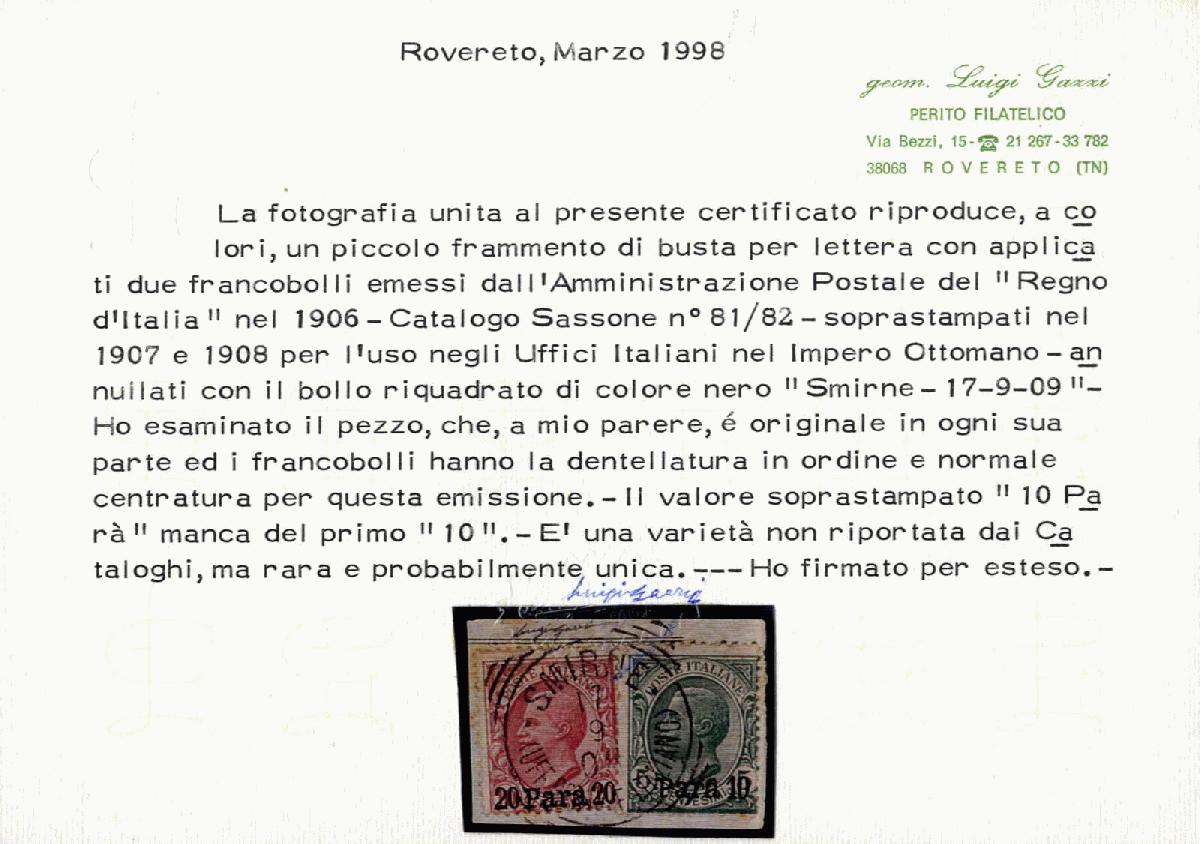 Rovereto, Marzo 1998
geom. Luigi Gazzi
PERITO FILATELICO
Via Bezzi, 15-☎ 21 267-33 782
38068 ROVERETO (TN)
La fotografia unita al presente certificato riproduce, a co
lori, un piccolo frammento di busta per lettera con applica
ti due francobolli emessi dall'Amministrazione Postale del "Regno
d'Italia" nel 1906 - Catalogo Sassone n° 81/82 - soprastampati nel
1907 e 1908 per l'uso negli Uffici Italiani nel Impero Ottomano - an
nullati con il bollo riquadrato di colore nero "Smirne - 17-9-09"-
Ho esaminato il pezzo, che, a mio parere, é originale in ogni sua
parte ed i francobolli hanno la dentellatura in ordine e normale
centratura per questa emissione. - Il valore soprastampato "10 Pa
rà" manca del primo "10". - E' una varietà non riportata dai Ca
taloghi, ma rara e probabilmente unica. --- Ho firmato per esteso. -
Luigi Gazzi
POSTE ITALIANE
20 Para 20
5 Para 10